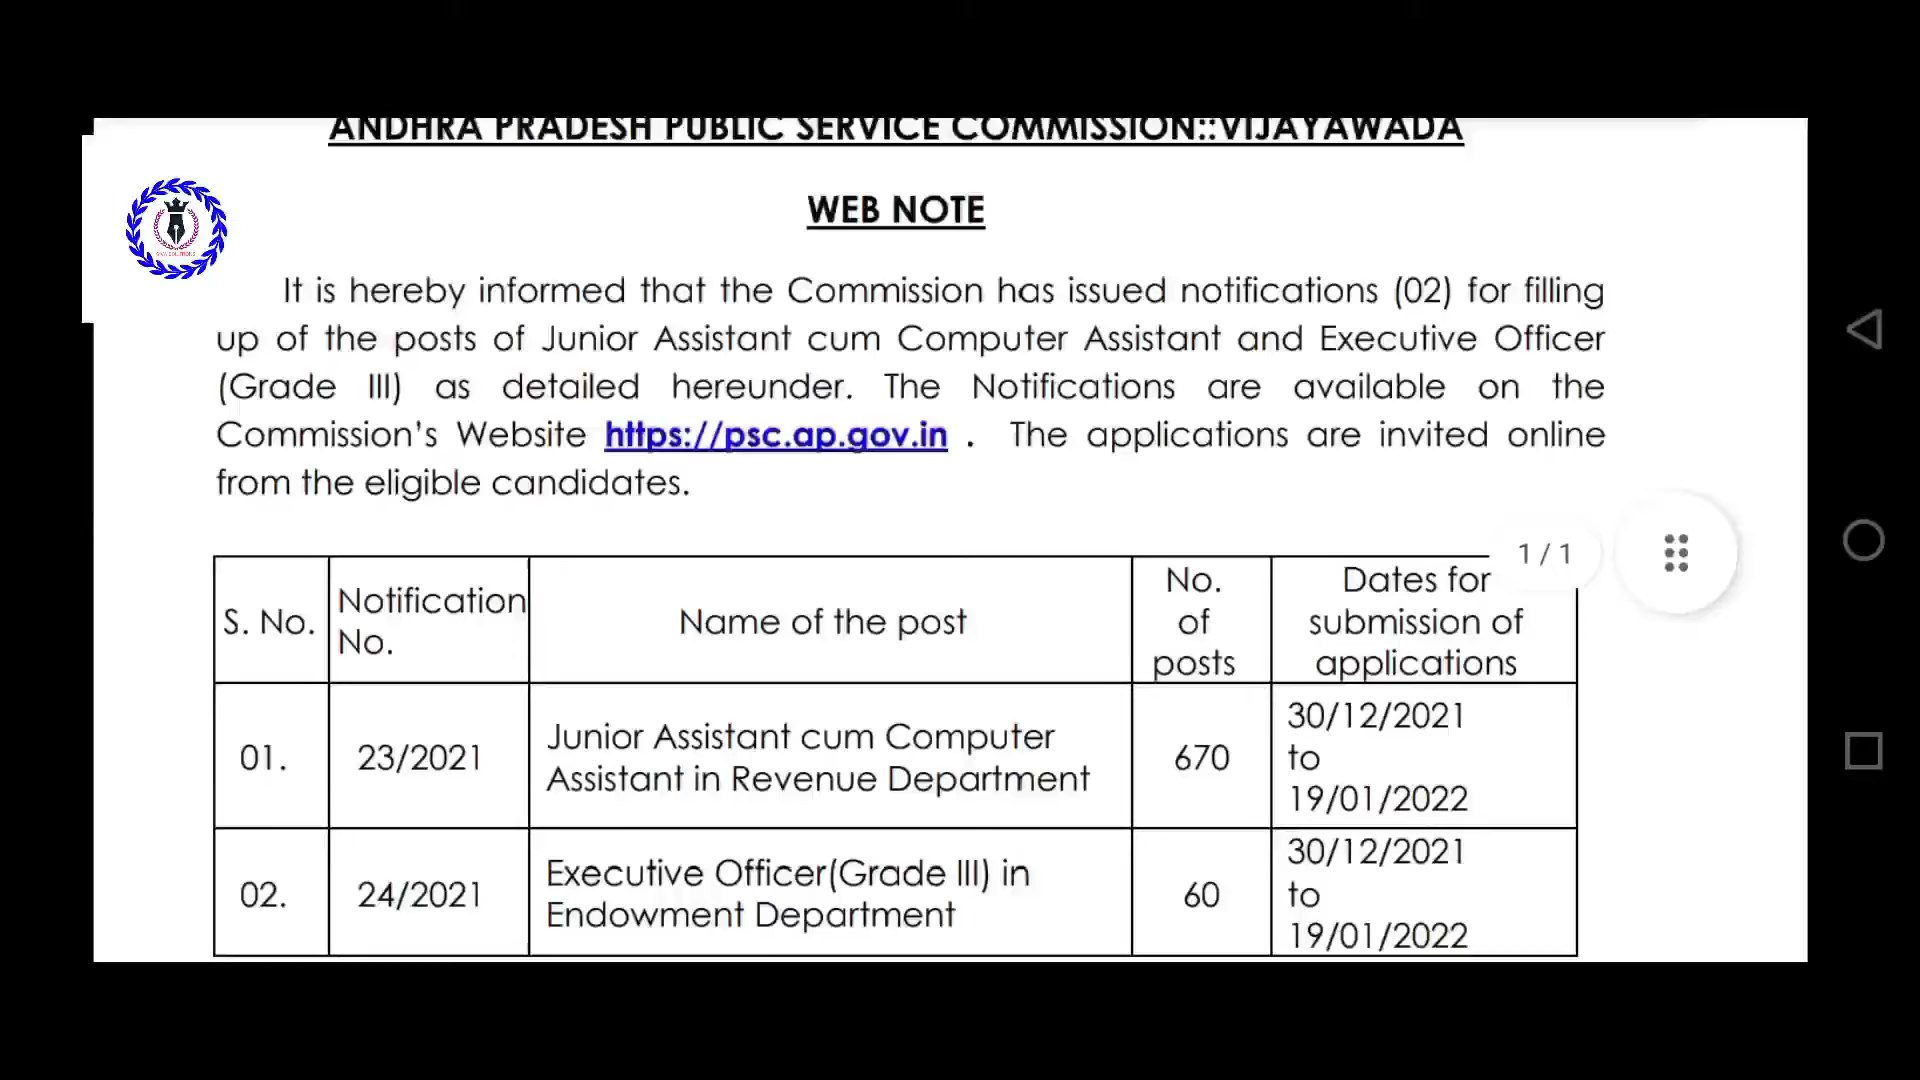 ANDHRA PRADESH PUBLIC SERVICE COMMISSION::VIJAYAWADA
WEB NOTE
It is hereby informed that the Commission has issued notifications (02) for filling
up of the posts of Junior Assistant cum Computer Assistant and Executive Officer
(Grade III) as detailed hereunder. The Notifications are available on the
Commission's Website https://psc.ap.gov.in . The applications are invited online
from the eligible candidates.
1 / 1
S. No. Notification No. Name of the post No. of posts Dates for submission of applications
01. 23/2021 Junior Assistant cum Computer Assistant in Revenue Department 670 30/12/2021 to 19/01/2022
02. 24/2021 Executive Officer(Grade III) in Endowment Department 60 30/12/2021 to 19/01/2022